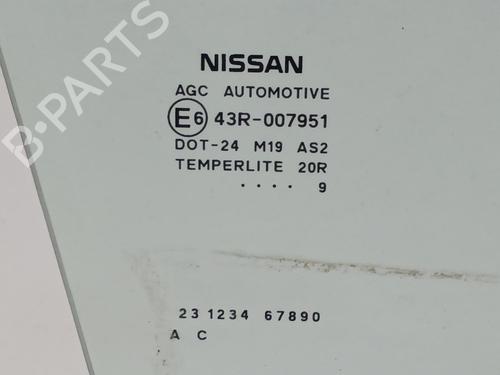 B-PARTS
NISSAN
AGC AUTOMOTIVE
E6 43R-007951
DOT-24 M19 AS2
TEMPERLITE 20R
.... 9
23 1234 67890
A C